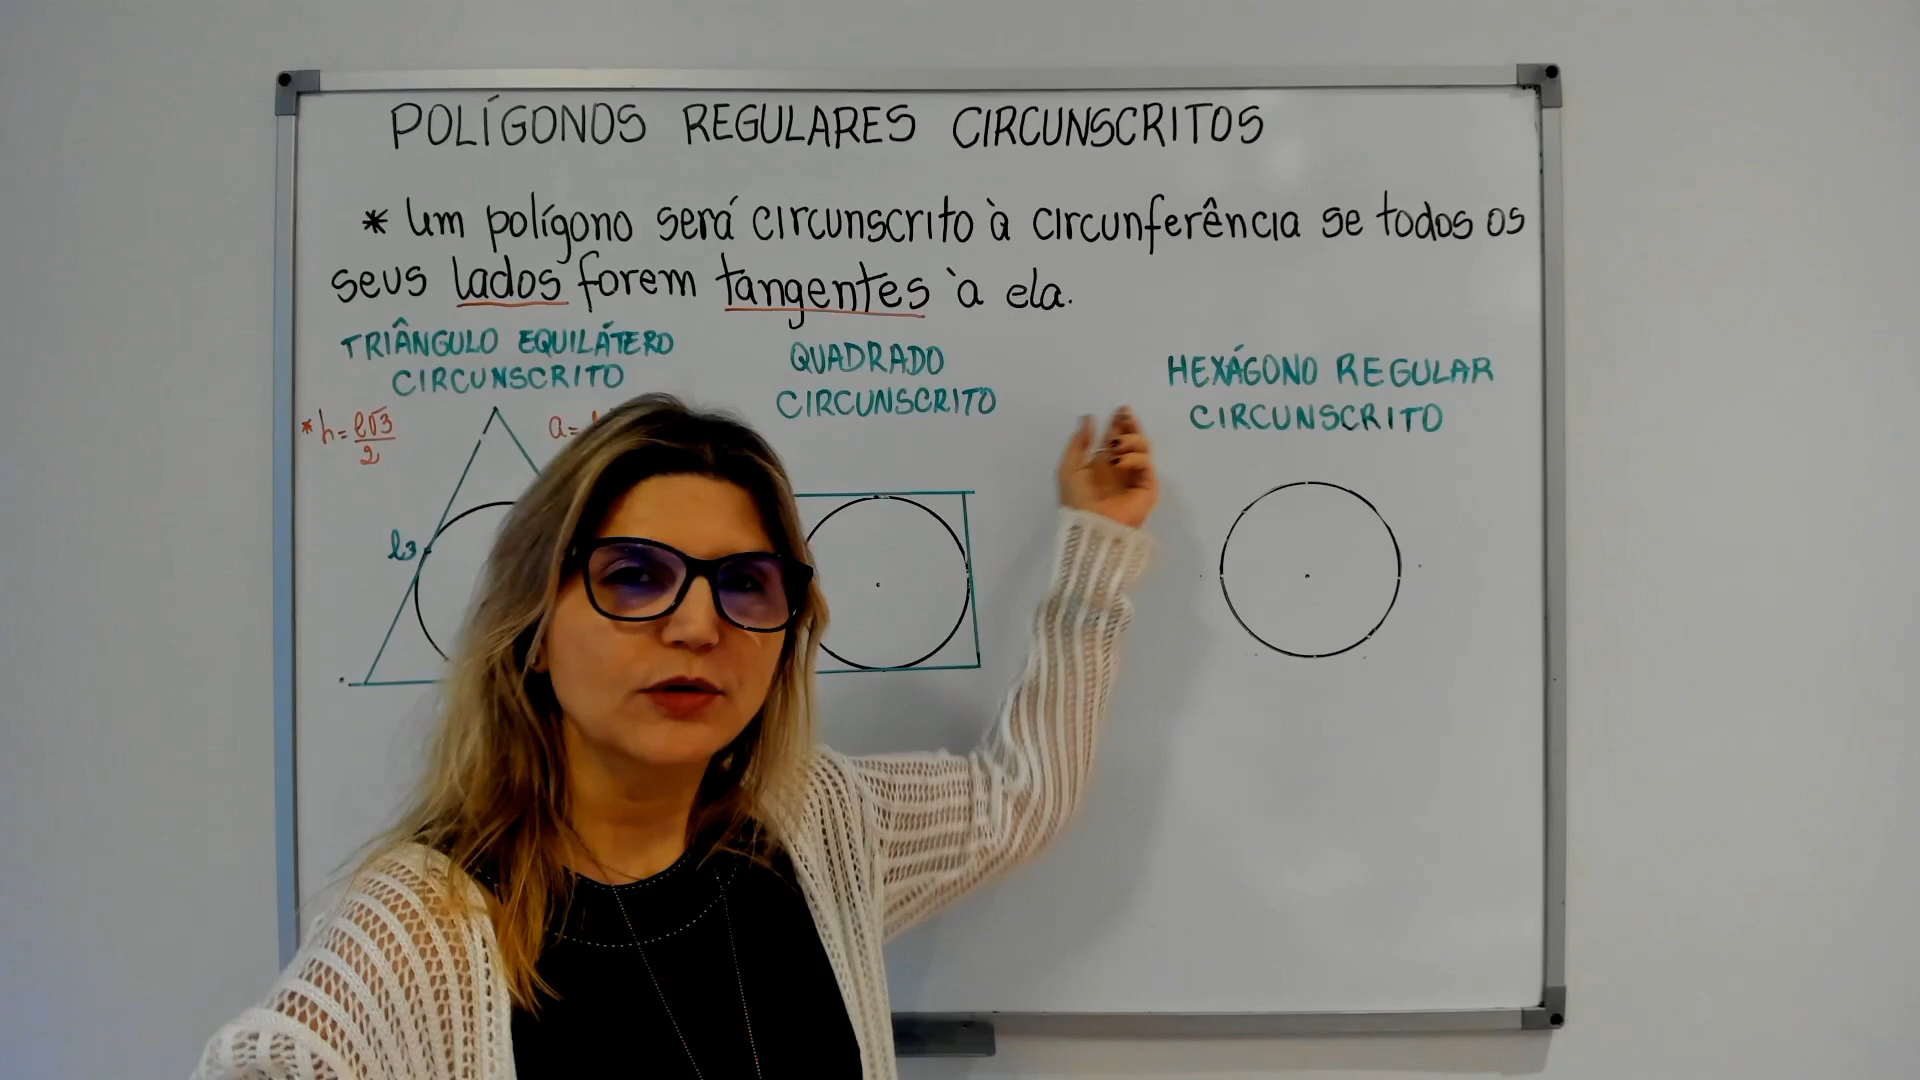 POLÍGONOS REGULARES CIRCUNSCRITOS
* Um polígono será circunscrito à circunferência se todos os
seus lados forem tangentes à ela.
TRIÂNGULO EQUILÁTERO
CIRCUNSCRITO
QUADRADO
CIRCUNSCRITO
HEXÁGONO REGULAR
CIRCUNSCRITO
* h = l√3/2
a =
l3